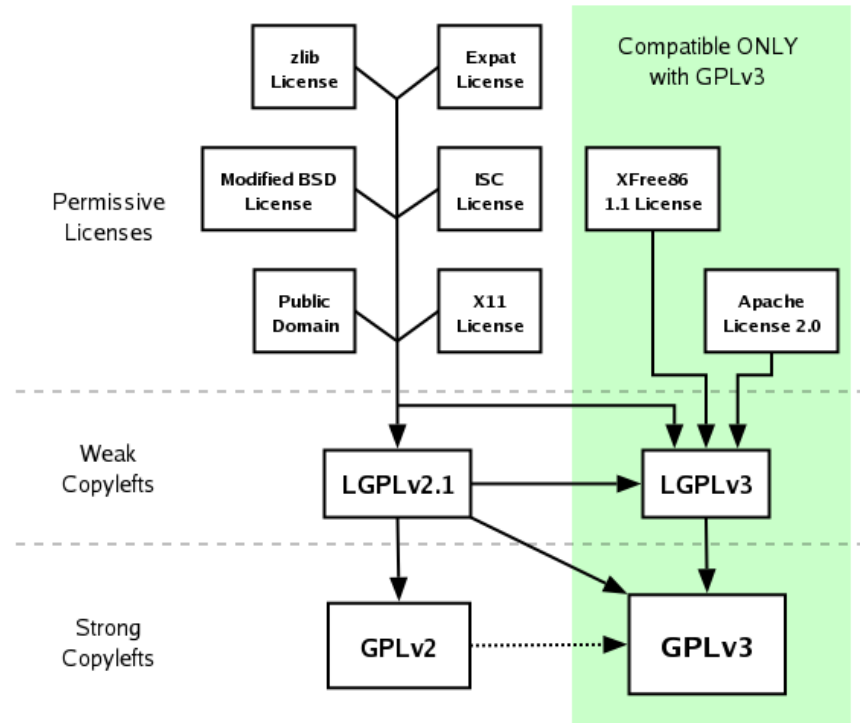 zlib
License
Expat
License
Compatible ONLY
with GPLv3
Permissive
Licenses
Modified BSD
License
ISC
License
XFree86
1.1 License
Public
Domain
X11
License
Apache
License 2.0
Weak
Copylefts
LGPLv2.1
LGPLv3
Strong
Copylefts
GPLv2
GPLv3